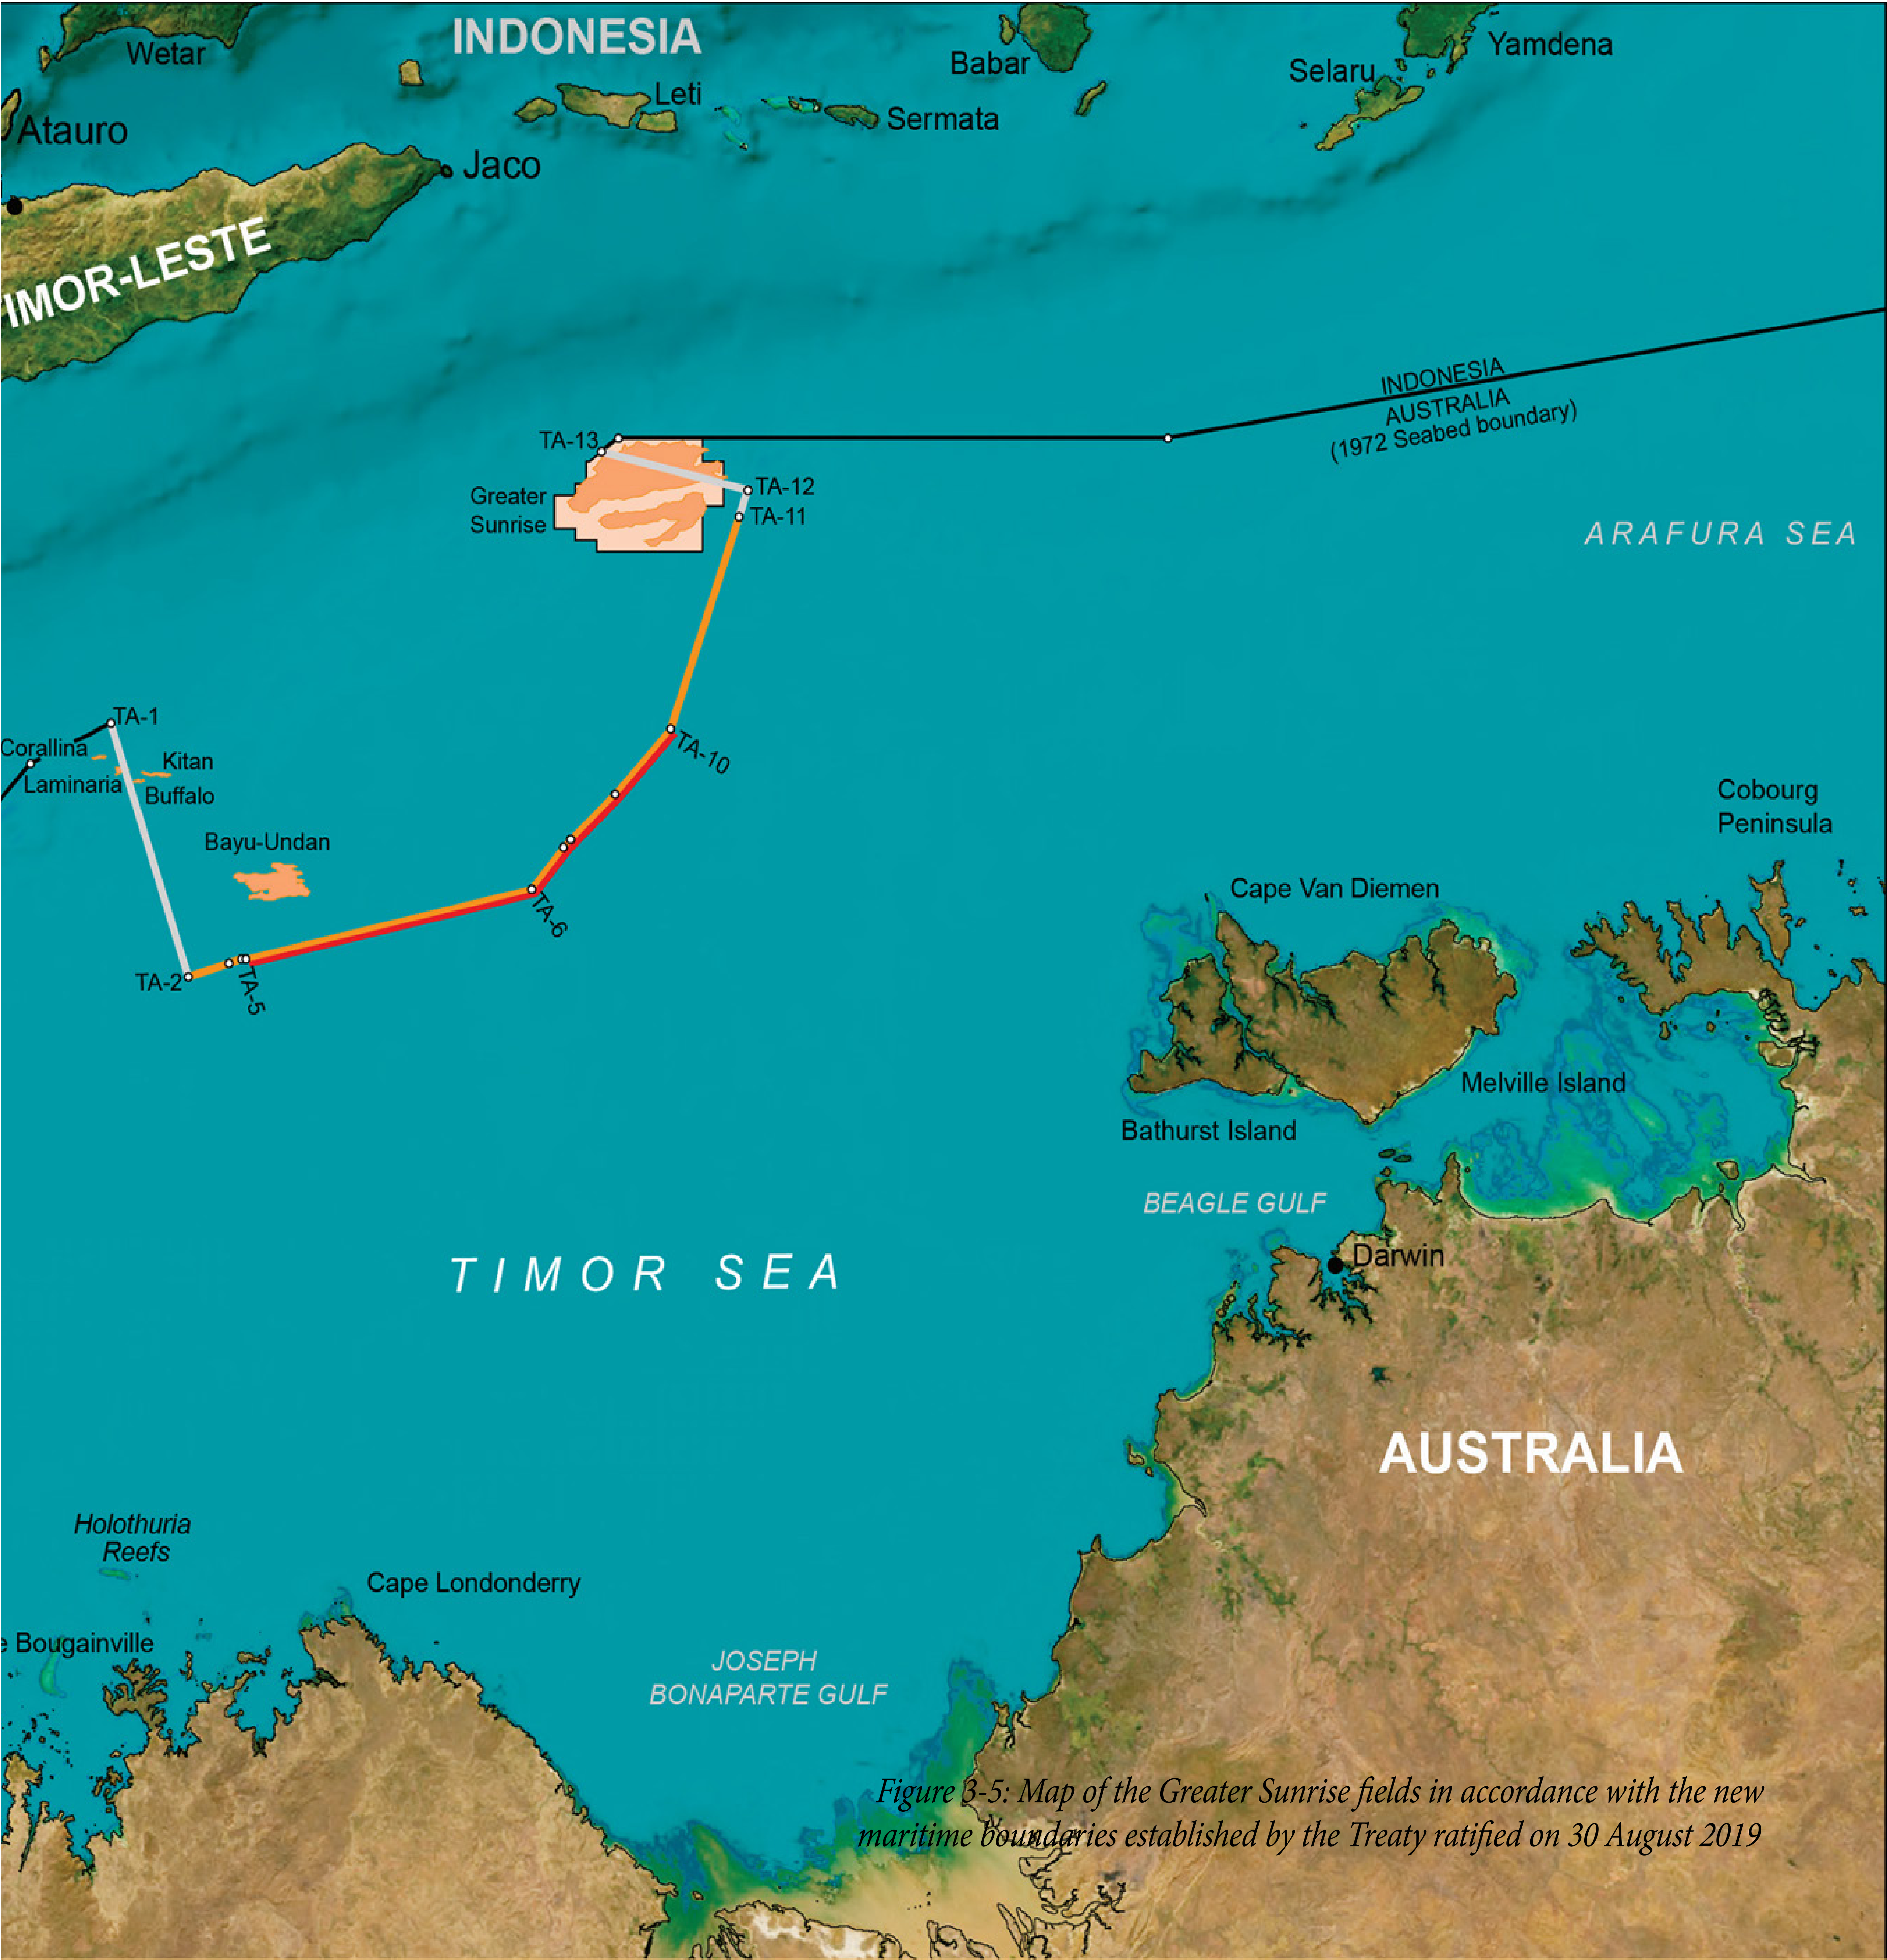 INDONESIA
Wetar
Babar
Yamdena
Selaru
Leti
Sermata
Atauro
Jaco
IMOR-LESTE
INDONESIA
AUSTRALIA
(1972 Seabed boundary)
TA-13
TA-12
TA-11
Greater
Sunrise
ARAFURA SEA
TA-1
TA-10
Corallina
Kitan
Laminaria
Buffalo
Bayu-Undan
Cobourg
Peninsula
Cape Van Diemen
TA-6
TA-2
TA-5
Melville Island
Bathurst Island
BEAGLE GULF
Darwin
TIMOR SEA
AUSTRALIA
Holothuria
Reefs
Cape Londonderry
e Bougainville
JOSEPH
BONAPARTE GULF
Figure 3-5: Map of the Greater Sunrise fields in accordance with the new
maritime boundaries established by the Treaty ratified on 30 August 2019